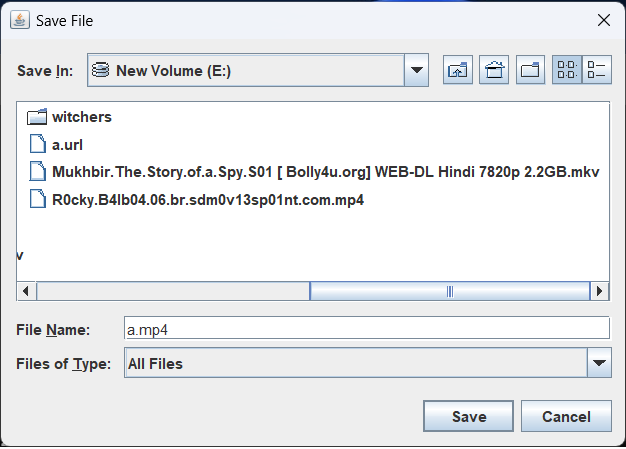 Save File
Save In: New Volume (E:)
witchers
a.url
Mukhbir.The.Story.of.a.Spy.S01 [ Bolly4u.org] WEB-DL Hindi 7820p 2.2GB.mkv
R0cky.B4lb04.06.br.sdm0v13sp01nt.com.mp4
v
File Name: a.mp4
Files of Type: All Files
Save Cancel